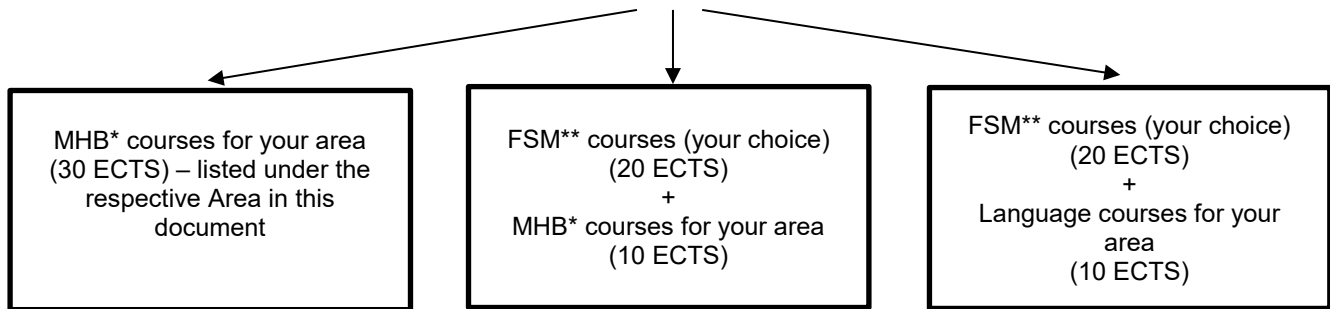 MHB* courses for your area
(30 ECTS) – listed under the
respective Area in this
document
FSM** courses (your choice)
(20 ECTS)
+
MHB* courses for your area
(10 ECTS)
FSM** courses (your choice)
(20 ECTS)
+
Language courses for your
area
(10 ECTS)